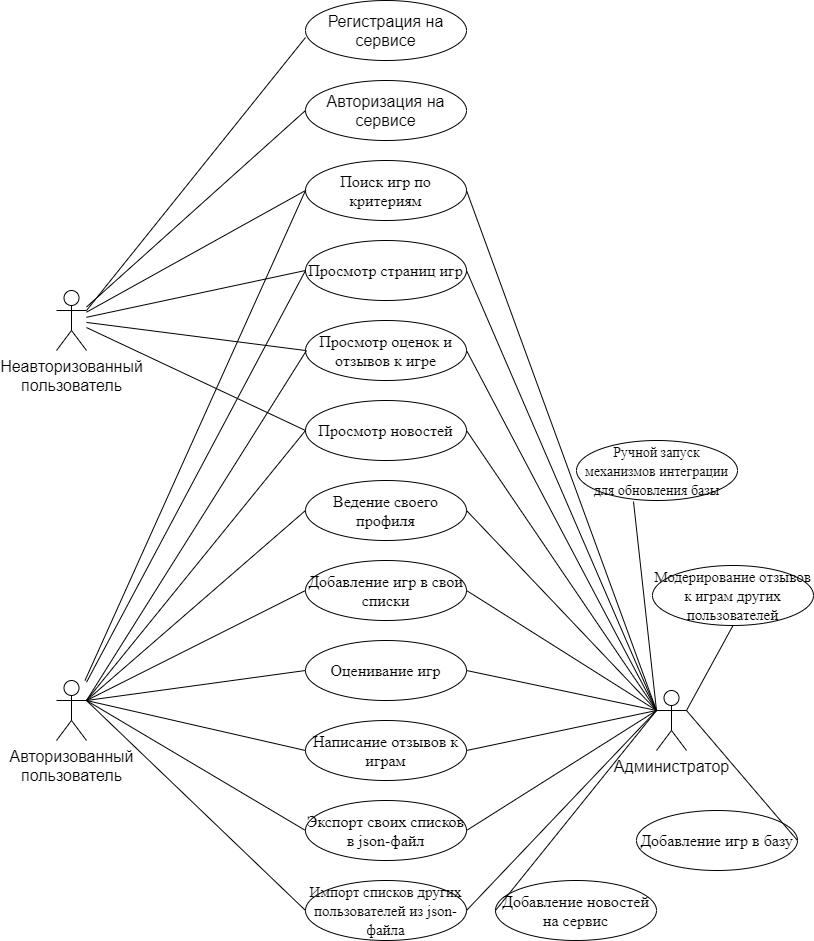 Регистрация на
сервисе
Авторизация на
сервисе
Поиск игр по
критериям
Просмотр страниц игр
Просмотр оценок и
отзывов к игре
Неавторизованный
пользователь
Просмотр новостей
Ручной запуск
механизмов интеграции
для обновления базы
Ведение своего
профиля
Добавление игр в свои
списки
Модерирование отзывов
к играм других
пользователей
Оценивание игр
Написание отзывов к
играм
Авторизованный
пользователь
Администратор
Экспорт своих списков
в json-файл
Добавление игр в базу
Импорт списков других
пользователей из json-
файла
Добавление новостей
на сервис